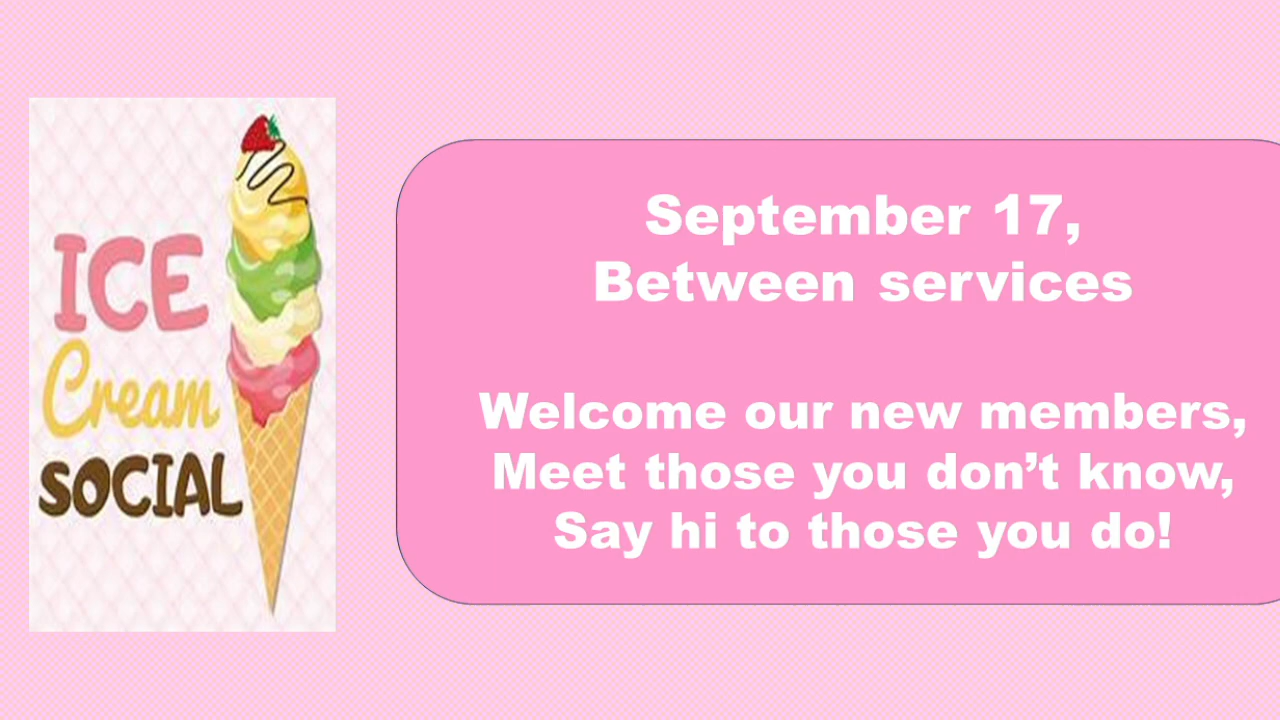 ICE
Cream
SOCIAL
September 17,
Between services
Welcome our new members,
Meet those you don’t know,
Say hi to those you do!